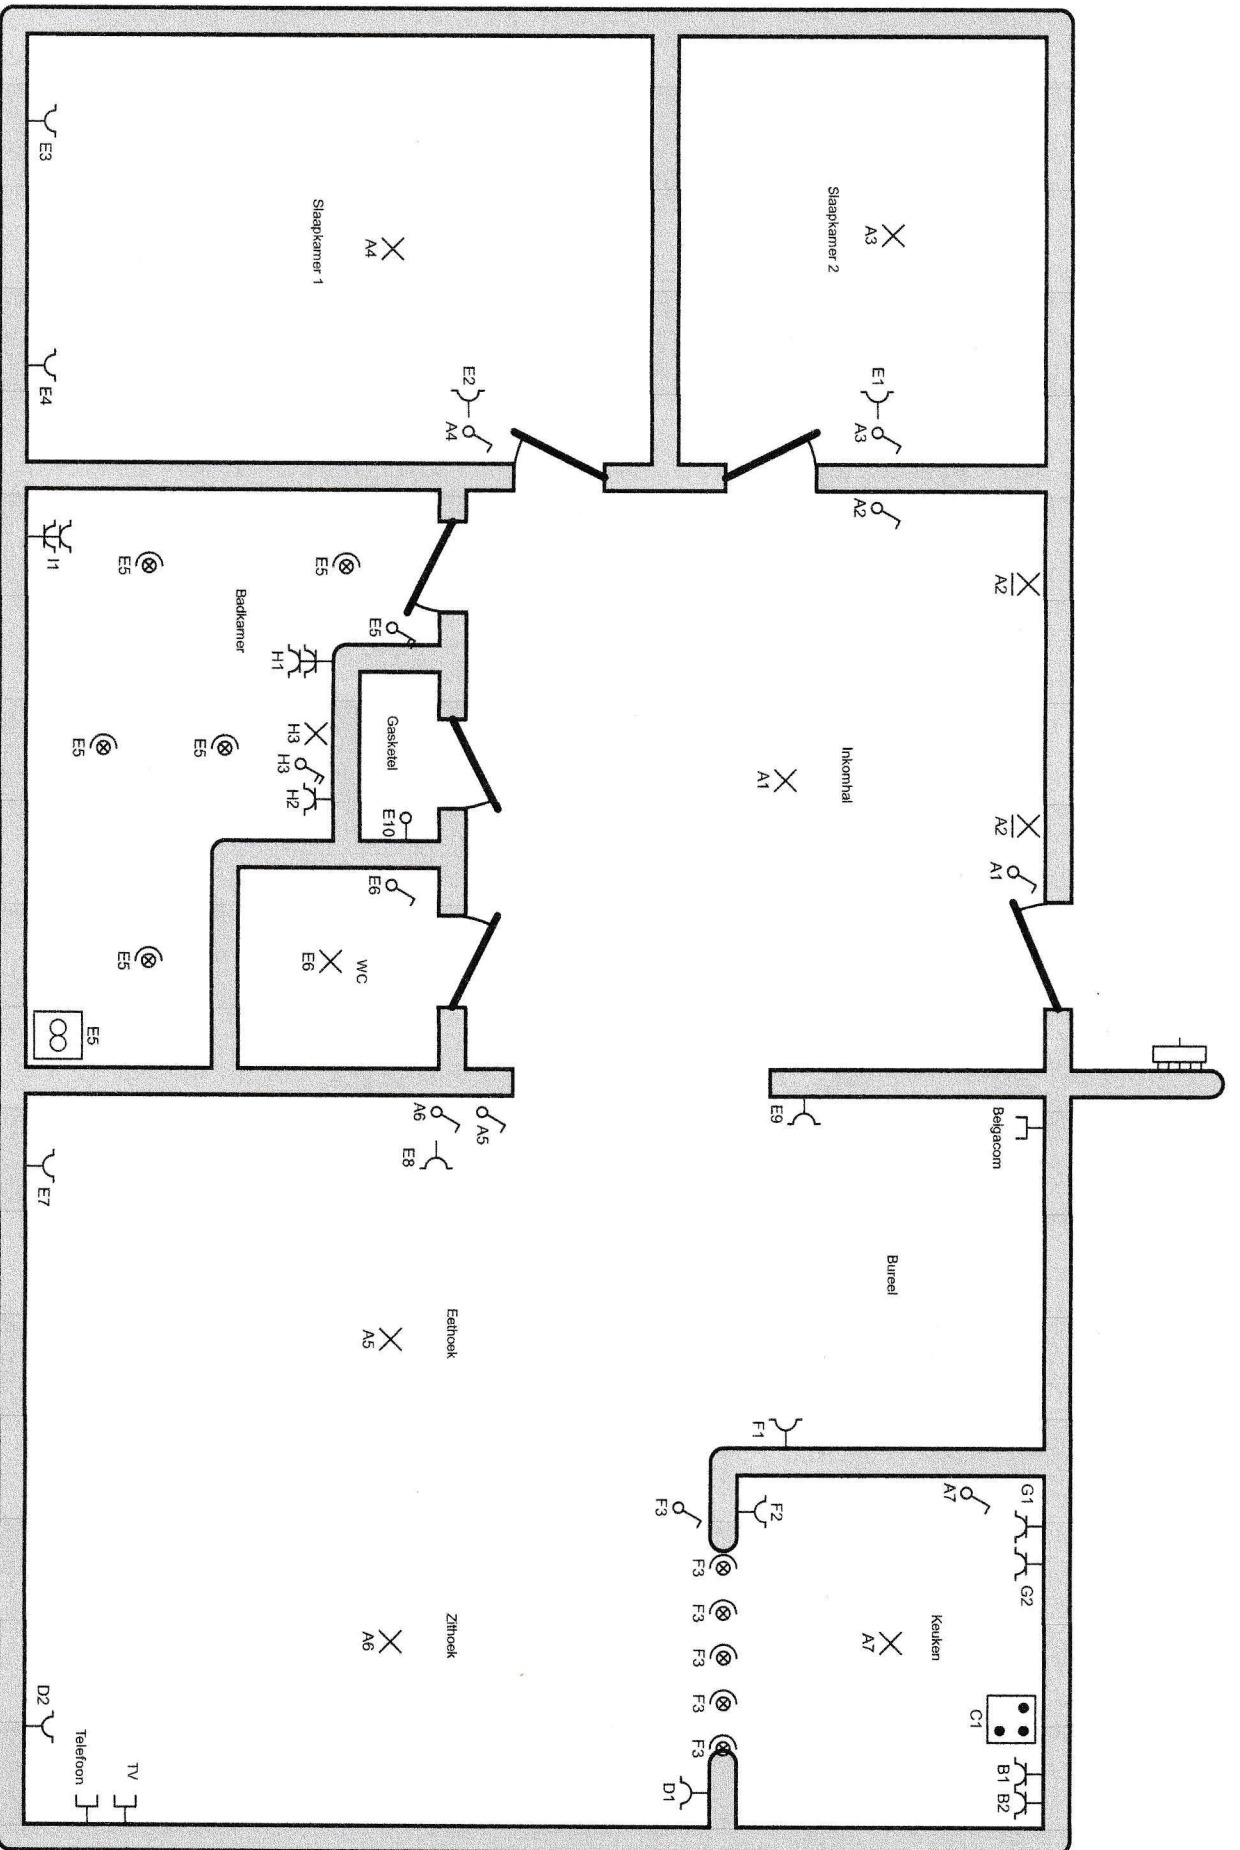 E3
Slaapkamer 1
A4
E4
E2
A4
Slaapkamer 2
A3
E1
A3
A2
A2
I1
E5
E5
Badkamer
E5
H1
Gasketel
H3
H3
H2
E5
E5
E10
E6
E5
E6
WC
E5
Inkomhal
A1
A2
A1
E9
Belgacom
A6
A5
E8
E7
Bureel
Eethoek
A5
F1
F3
F2
A7
G1
G2
F3
F3
F3
F3
F3
Keuken
A7
C1
B1
B2
D1
Zithoek
A6
D2
Telefoon
TV